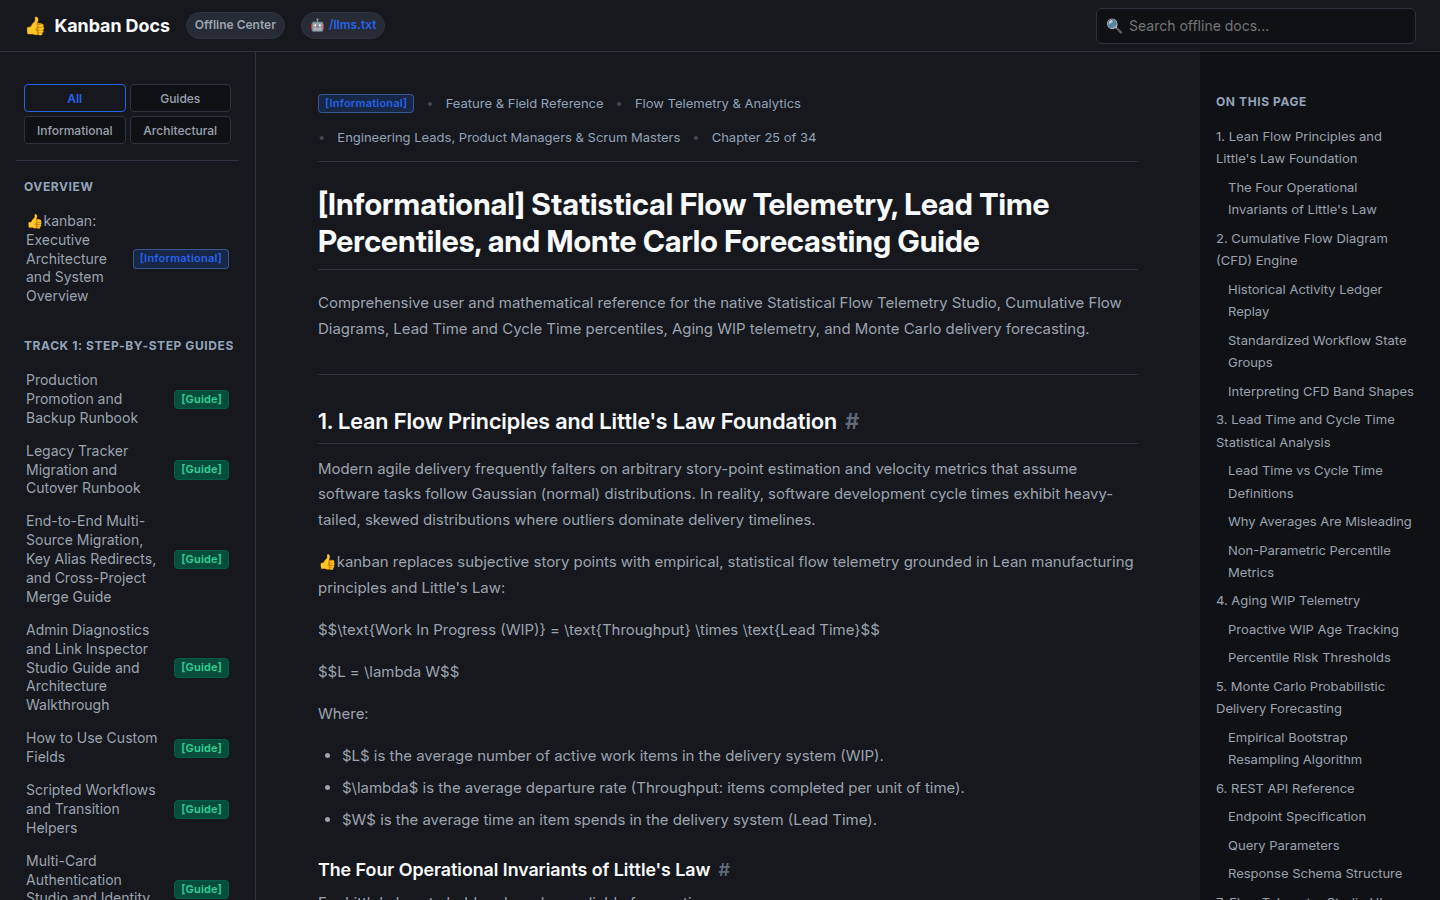 👍 Kanban Docs
Offline Center
🤖 /llms.txt
🔍 Search offline docs...
All
Guides
Informational
Architectural
OVERVIEW
👍kanban:
Executive
Architecture
and System
Overview
[Informational]
TRACK 1: STEP-BY-STEP GUIDES
Production
Promotion and
Backup Runbook
[Guide]
Legacy Tracker
Migration and
Cutover Runbook
[Guide]
End-to-End Multi-
Source Migration,
Key Alias Redirects,
and Cross-Project
Merge Guide
[Guide]
Admin Diagnostics
and Link Inspector
Studio Guide and
Architecture
Walkthrough
[Guide]
How to Use Custom
Fields
[Guide]
Scripted Workflows
and Transition
Helpers
[Guide]
Multi-Card
Authentication
Studio and Identity
[Guide]
[Informational] • Feature & Field Reference • Flow Telemetry & Analytics
• Engineering Leads, Product Managers & Scrum Masters • Chapter 25 of 34
[Informational] Statistical Flow Telemetry, Lead Time
Percentiles, and Monte Carlo Forecasting Guide
Comprehensive user and mathematical reference for the native Statistical Flow Telemetry Studio, Cumulative Flow
Diagrams, Lead Time and Cycle Time percentiles, Aging WIP telemetry, and Monte Carlo delivery forecasting.
1. Lean Flow Principles and Little's Law Foundation #
Modern agile delivery frequently falters on arbitrary story-point estimation and velocity metrics that assume
software tasks follow Gaussian (normal) distributions. In reality, software development cycle times exhibit heavy-
tailed, skewed distributions where outliers dominate delivery timelines.
👍kanban replaces subjective story points with empirical, statistical flow telemetry grounded in Lean manufacturing
principles and Little's Law:
$$\text{Work In Progress (WIP)} = \text{Throughput} \times \text{Lead Time}$$
$$L = \lambda W$$
Where:
• $L$ is the average number of active work items in the delivery system (WIP).
• $\lambda$ is the average departure rate (Throughput: items completed per unit of time).
• $W$ is the average time an item spends in the delivery system (Lead Time).
The Four Operational Invariants of Little's Law #
ON THIS PAGE
1. Lean Flow Principles and
Little's Law Foundation
The Four Operational
Invariants of Little's Law
2. Cumulative Flow Diagram
(CFD) Engine
Historical Activity Ledger
Replay
Standardized Workflow State
Groups
Interpreting CFD Band Shapes
3. Lead Time and Cycle Time
Statistical Analysis
Lead Time vs Cycle Time
Definitions
Why Averages Are Misleading
Non-Parametric Percentile
Metrics
4. Aging WIP Telemetry
Proactive WIP Age Tracking
Percentile Risk Thresholds
5. Monte Carlo Probabilistic
Delivery Forecasting
Empirical Bootstrap
Resampling Algorithm
6. REST API Reference
Endpoint Specification
Query Parameters
Response Schema Structure